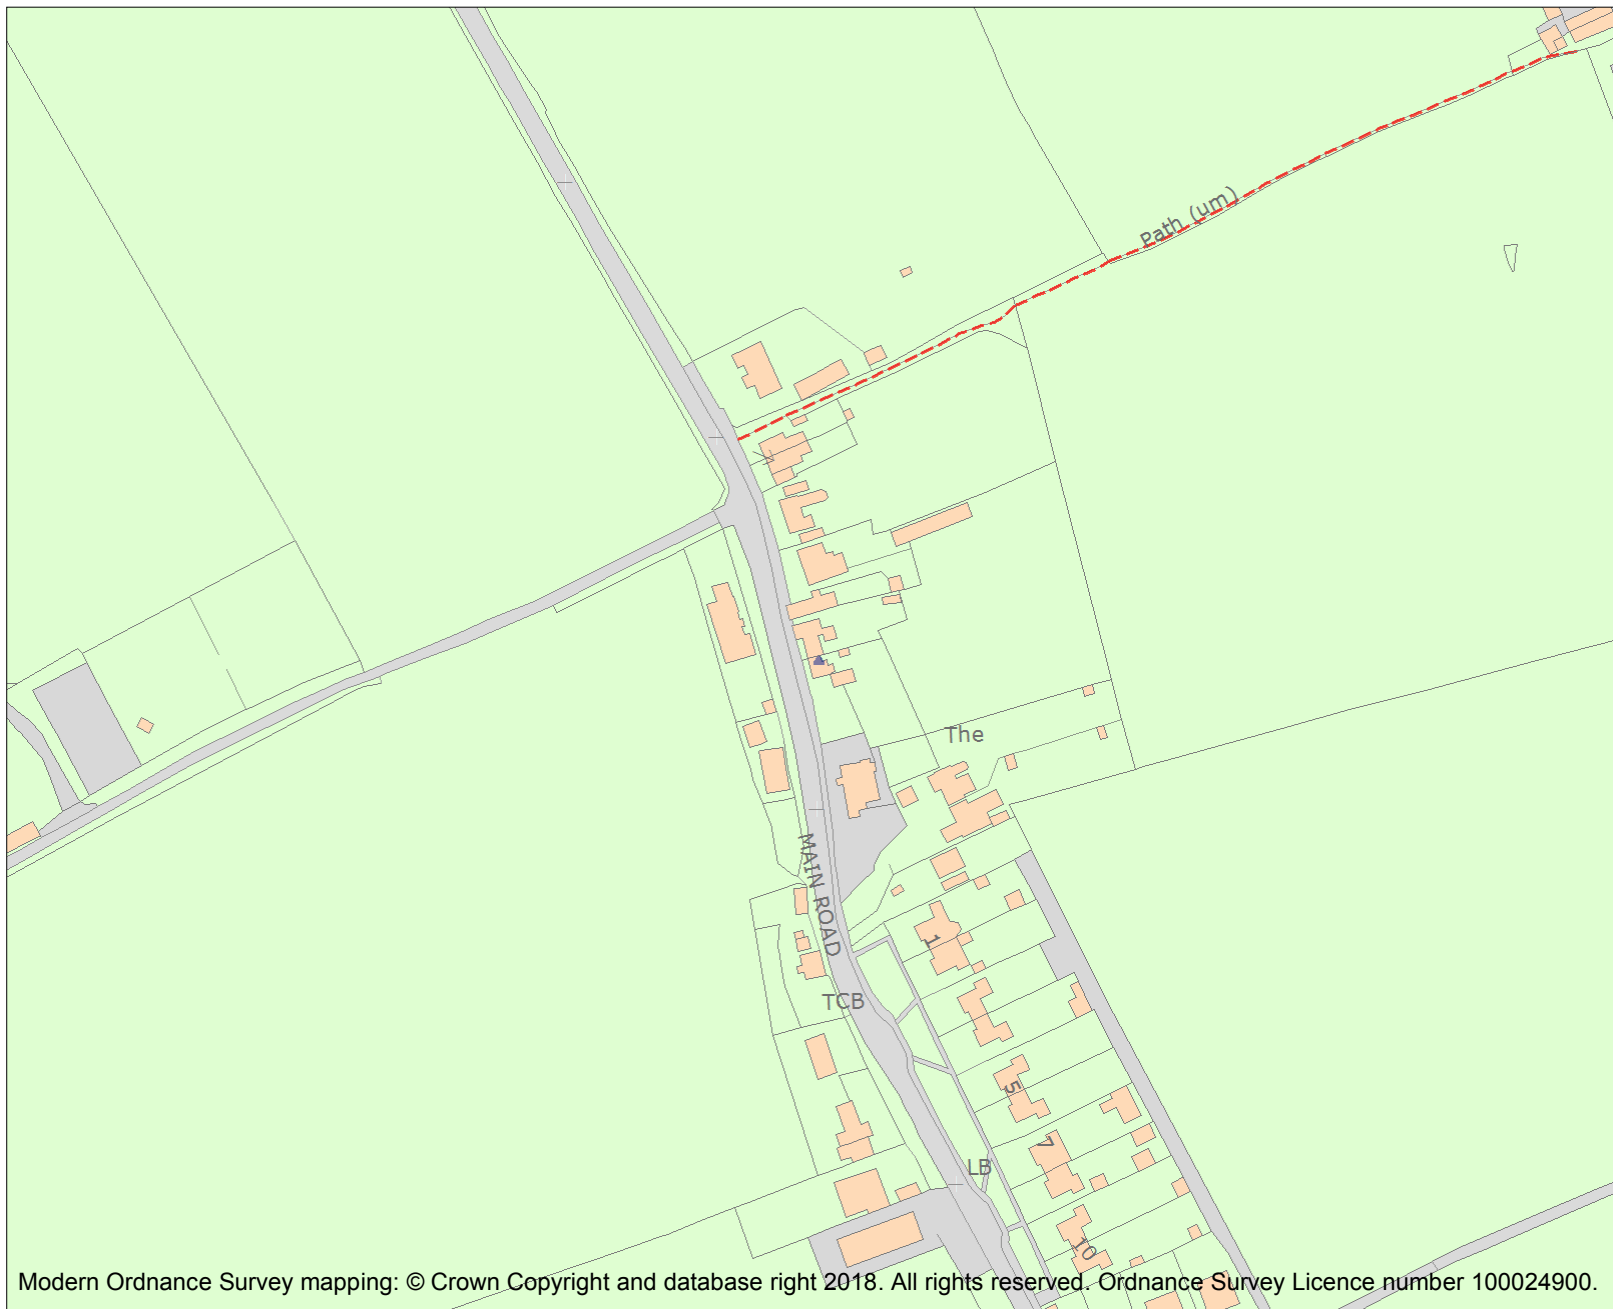 Path (um)
The
MAIN ROAD
1
TCB
5
7
LB
10
Modern Ordnance Survey mapping: © Crown Copyright and database right 2018. All rights reserved. Ordnance Survey Licence number 100024900.